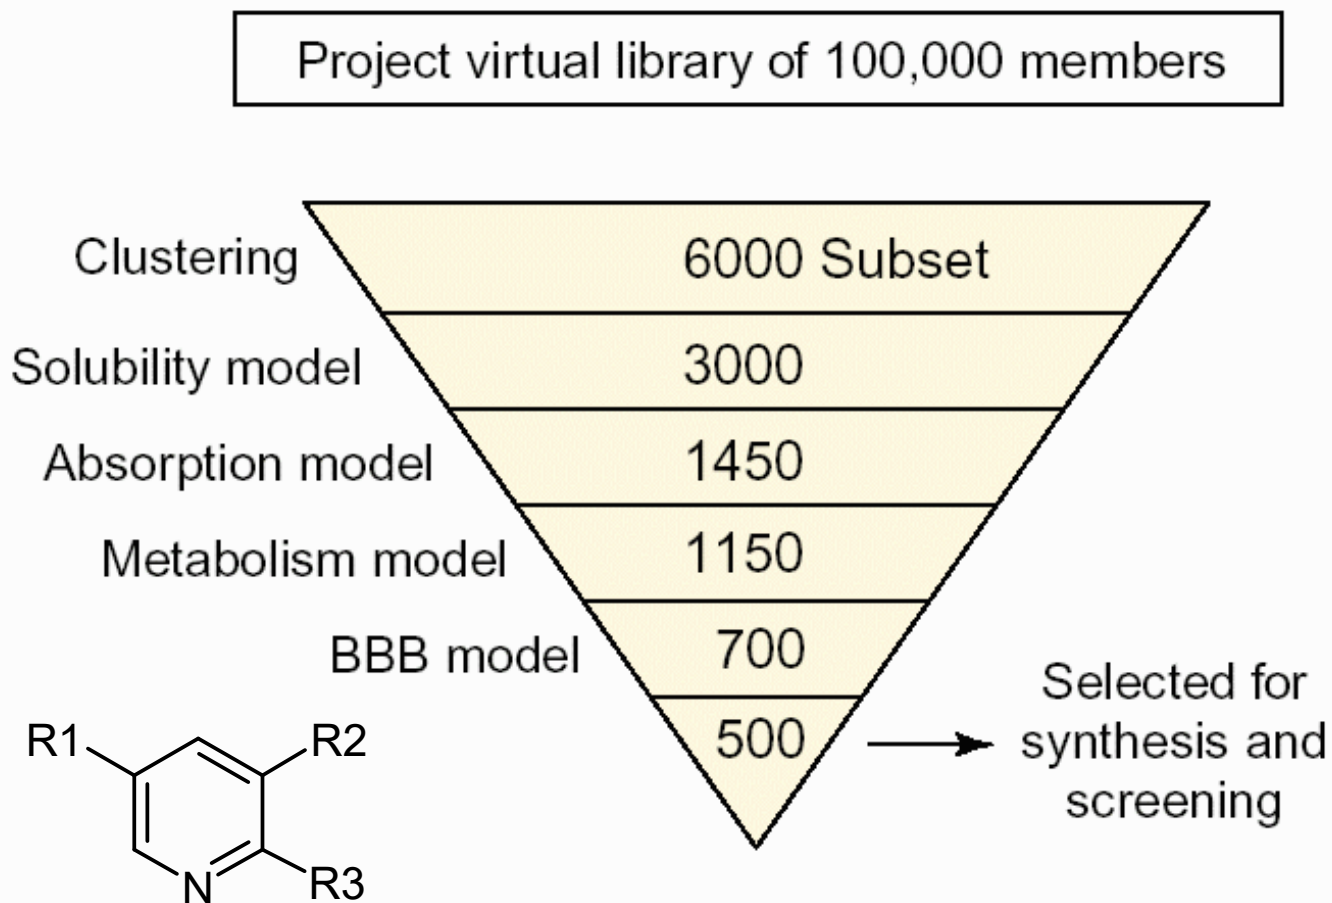 Project virtual library of 100,000 members
Clustering 6000 Subset
Solubility model 3000
Absorption model 1450
Metabolism model 1150
BBB model 700
500
Selected for
synthesis and
screening
R1
R2
N
R3